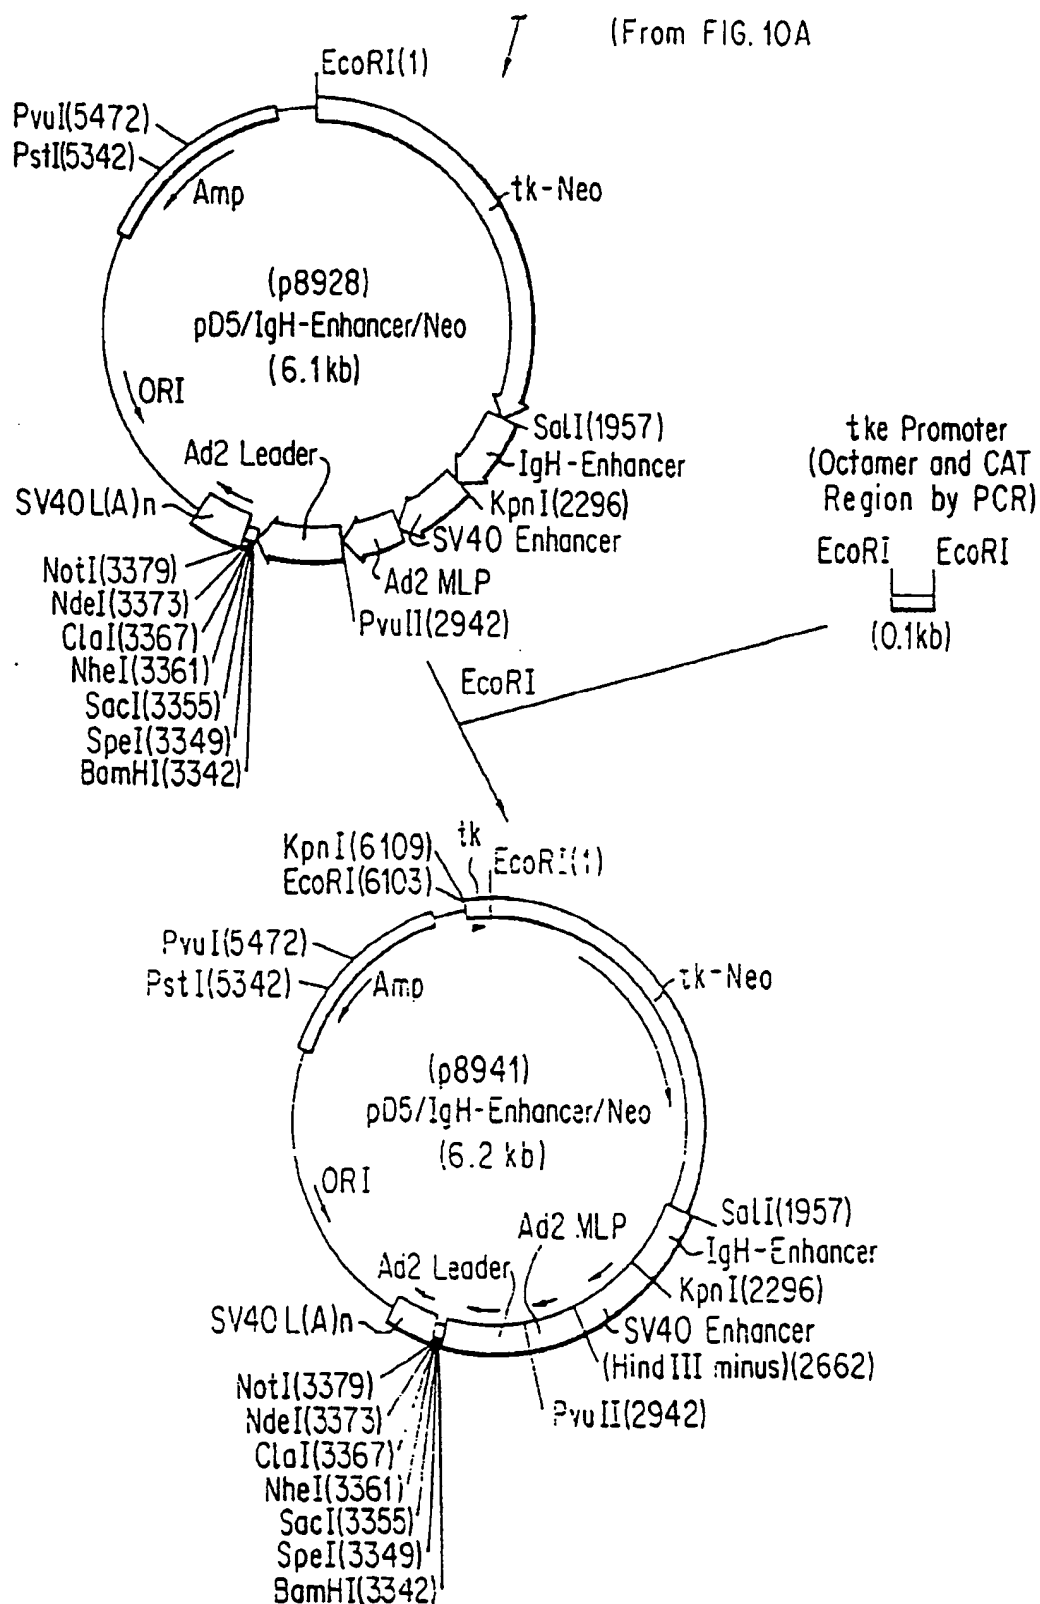 (From FIG. 10A
EcoRI(1)
PvuI(5472)
PstI(5342)
Amp
tk-Neo
(p8928)
pD5/IgH-Enhancer/Neo
(6.1kb)
ORI
Ad2 Leader
SalI(1957)
IgH-Enhancer
KpnI(2296)
SV40 Enhancer
Ad2 MLP
PvuII(2942)
SV40 L(A)n
NotI(3379)
NdeI(3373)
ClaI(3367)
NheI(3361)
SacI(3355)
SpeI(3349)
BamHI(3342)
tke Promoter
(Octamer and CAT
Region by PCR)
EcoRI EcoRI
(0.1kb)
EcoRI
KpnI(6109)
tk
EcoRI(1)
EcoRI(6103)
PvuI(5472)
PstI(5342)
Amp
tk-Neo
(p8941)
pD5/IgH-Enhancer/Neo
(6.2 kb)
ORI
Ad2 MLP
Ad2 Leader
SalI(1957)
IgH-Enhancer
KpnI(2296)
SV40 Enhancer
(Hind III minus)(2662)
PvuII(2942)
SV40 L(A)n
NotI(3379)
NdeI(3373)
ClaI(3367)
NheI(3361)
SacI(3355)
SpeI(3349)
BamHI(3342)